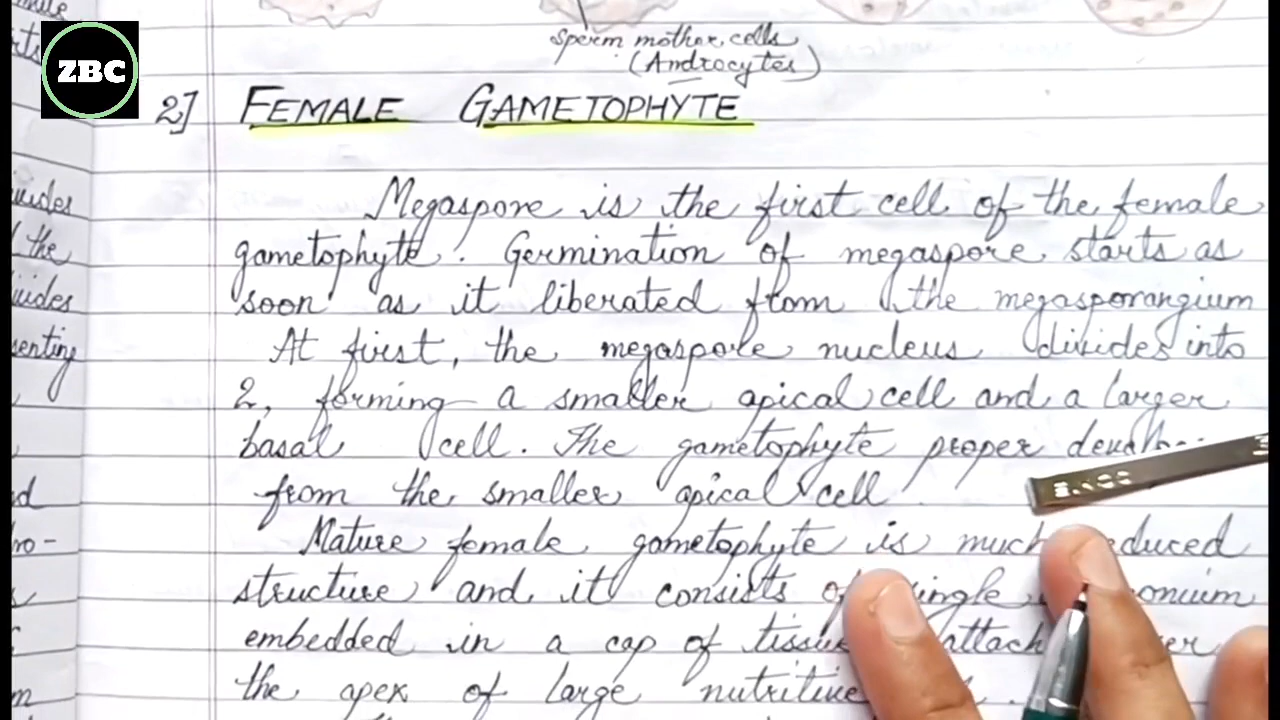 ZBC
sperm mother cells
(Androcytes)
2] FEMALE GAMETOPHYTE
Megaspore is the first cell of the female
gametophyte. Germination of megaspore starts as
soon as it liberated from the megasporangium
At first, the megaspore nucleus divides into
2, forming a smaller apical cell and a larger
basal cell. The gametophyte proper
from the smaller apical cell.
Mature female gametophyte is much
structure and it consists of single
embedded in a cap of
the apex of large nutritive
the